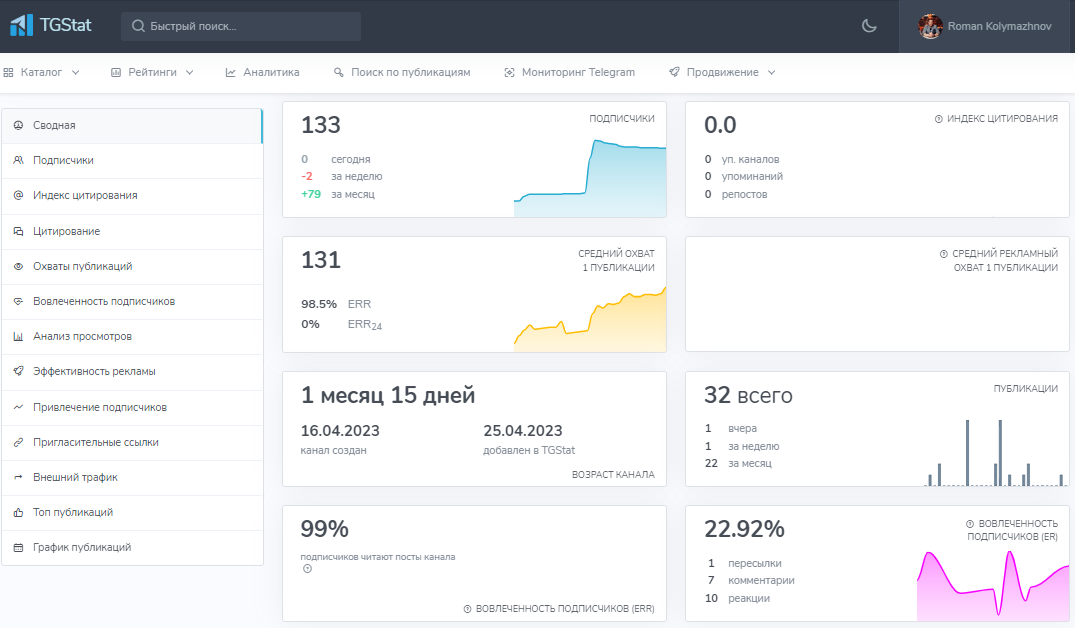 TGStat
Быстрый поиск...
Roman Kolymazhnov
Каталог
Рейтинги
Аналитика
Поиск по публикациям
Мониторинг Telegram
Продвижение
Сводная
Подписчики
Индекс цитирования
Цитирование
Охваты публикаций
Вовлеченность подписчиков
Анализ просмотров
Эффективность рекламы
Привлечение подписчиков
Пригласительные ссылки
Внешний трафик
Топ публикаций
График публикаций
133
ПОДПИСЧИКИ
0 сегодня
-2 за неделю
+79 за месяц
0.0
ИНДЕКС ЦИТИРОВАНИЯ
0 уп. каналов
0 упоминаний
0 репостов
131
СРЕДНИЙ ОХВАТ
1 ПУБЛИКАЦИИ
98.5% ERR
0% ERR24
СРЕДНИЙ РЕКЛАМНЫЙ
ОХВАТ 1 ПУБЛИКАЦИИ
1 месяц 15 дней
16.04.2023
канал создан
25.04.2023
добавлен в TGStat
ВОЗРАСТ КАНАЛА
32 всего
ПУБЛИКАЦИИ
1 вчера
1 за неделю
22 за месяц
99%
подписчиков читают посты канала
ВОВЛЕЧЕННОСТЬ ПОДПИСЧИКОВ (ERR)
22.92%
ВОВЛЕЧЕННОСТЬ
ПОДПИСЧИКОВ (ER)
1 пересылки
7 комментарии
10 реакции